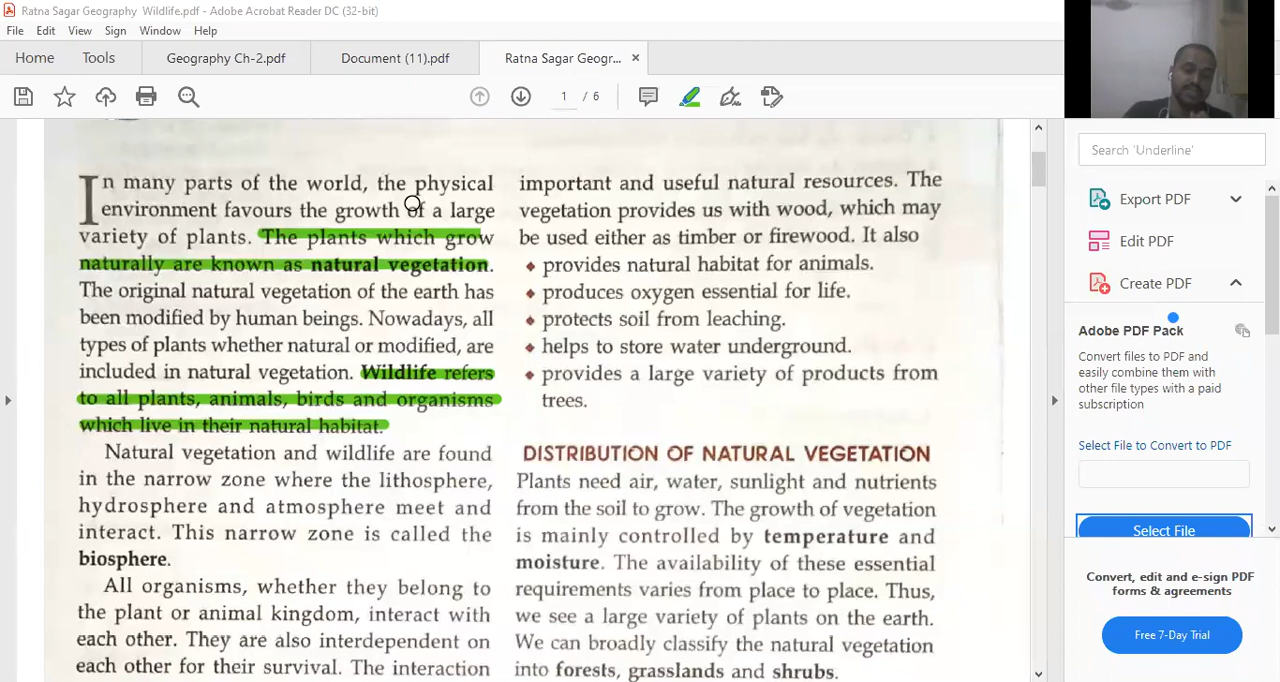 Ratna Sagar Geography Wildlife.pdf - Adobe Acrobat Reader DC (32-bit)
File Edit View Sign Window Help
Home Tools Geography Ch-2.pdf Document (11).pdf Ratna Sagar Geogr... ×
1 / 6
In many parts of the world, the physical
environment favours the growth of a large
variety of plants. The plants which grow
naturally are known as natural vegetation.
The original natural vegetation of the earth has
been modified by human beings. Nowadays, all
types of plants whether natural or modified, are
included in natural vegetation. Wildlife refers
to all plants, animals, birds and organisms
which live in their natural habitat.
Natural vegetation and wildlife are found
in the narrow zone where the lithosphere,
hydrosphere and atmosphere meet and
interact. This narrow zone is called the
biosphere.
All organisms, whether they belong to
the plant or animal kingdom, interact with
each other. They are also interdependent on
each other for their survival. The interaction
important and useful natural resources. The
vegetation provides us with wood, which may
be used either as timber or firewood. It also
provides natural habitat for animals.
produces oxygen essential for life.
protects soil from leaching.
helps to store water underground.
provides a large variety of products from
trees.
DISTRIBUTION OF NATURAL VEGETATION
Plants need air, water, sunlight and nutrients
from the soil to grow. The growth of vegetation
is mainly controlled by temperature and
moisture. The availability of these essential
requirements varies from place to place. Thus,
we see a large variety of plants on the earth.
We can broadly classify the natural vegetation
into forests, grasslands and shrubs.
Search 'Underline'
Export PDF
Edit PDF
Create PDF
Adobe PDF Pack
Convert files to PDF and
easily combine them with
other file types with a paid
subscription
Select File to Convert to PDF
Select File
Convert, edit and e-sign PDF
forms & agreements
Free 7-Day Trial